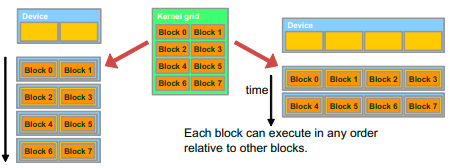 Device
Block 0 Block 1
Block 2 Block 3
Block 4 Block 5
Block 6 Block 7
Kernel grid
Block 0 Block 1
Block 2 Block 3
Block 4 Block 5
Block 6 Block 7
Device
time
Block 0 Block 1 Block 2 Block 3
Block 4 Block 5 Block 6 Block 7
Each block can execute in any order
relative to other blocks.